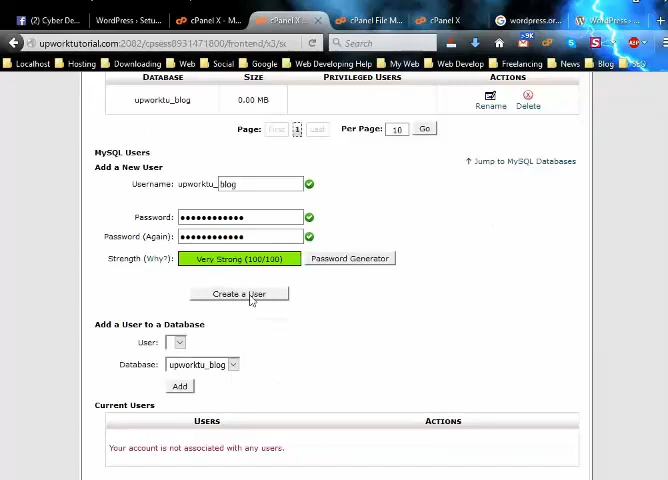 (2) Cyber De...
WordPress › Setu...
cPanel X - M...
cPanel X ...
cPanel File M...
cPanel X
wordpress.or...
WordPress › ...
upworktutorial.com:2082/cpsess8931471800/frontend/x3/sc
Search
>9K
ABP
Localhost
Hosting
Downloading
Web
Social
Google
Web Developing Help
My Web
Web Develop
Freelancing
News
Blog
SEO
DATABASE SIZE PRIVILEGED USERS ACTIONS
upworktu_blog 0.00 MB Rename Delete
Page: First 1 Last Per Page: 10 Go
MySQL Users
Jump to MySQL Databases
Add a New User
Username: upworktu_ blog
Password: ••••••••••••
Password (Again): ••••••••••••
Strength (Why?): Very Strong (100/100) Password Generator
Create a User
Add a User to a Database
User:
Database: upworktu_blog
Add
Current Users
USERS ACTIONS
Your account is not associated with any users.